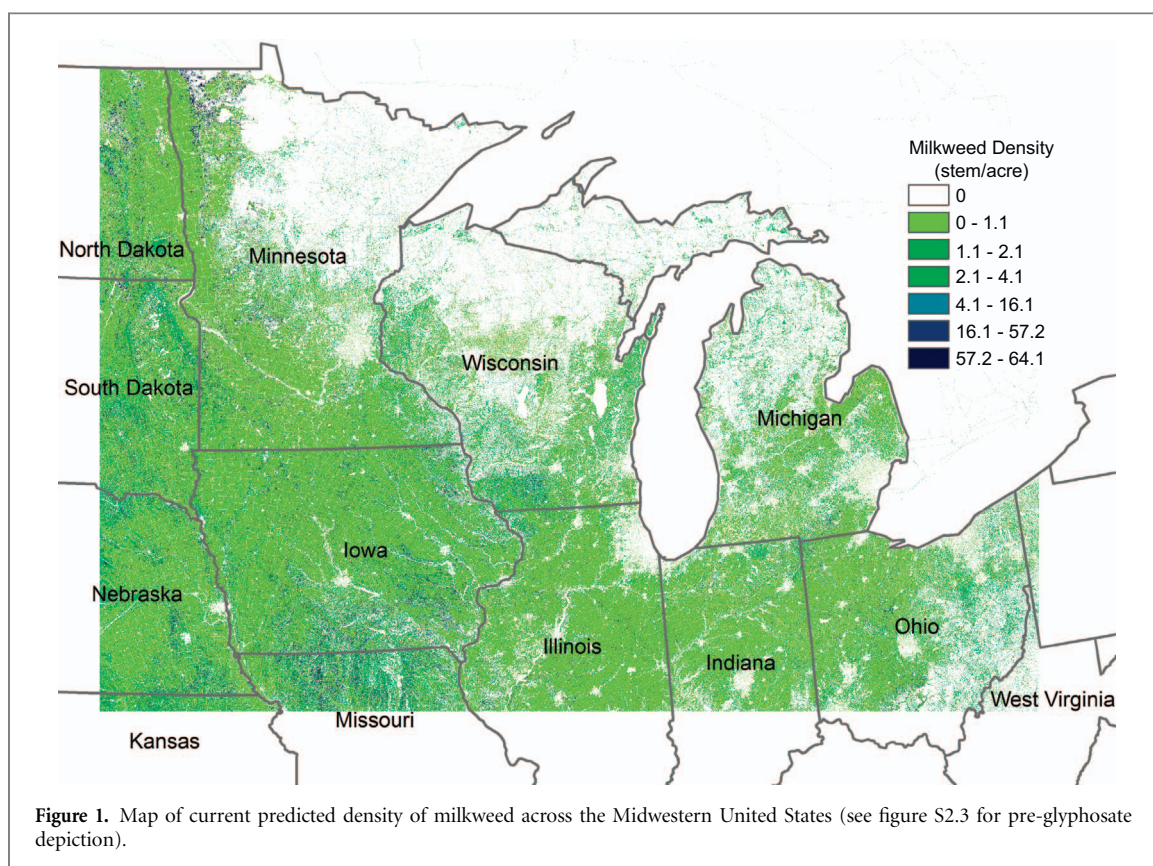 Milkweed Density
(stem/acre)
0
0 - 1.1
1.1 - 2.1
2.1 - 4.1
4.1 - 16.1
16.1 - 57.2
57.2 - 64.1
North Dakota
Minnesota
South Dakota
Wisconsin
Michigan
Iowa
Nebraska
Illinois
Indiana
Ohio
West Virginia
Missouri
Kansas
Figure 1. Map of current predicted density of milkweed across the Midwestern United States (see figure S2.3 for pre-glyphosate
depiction).